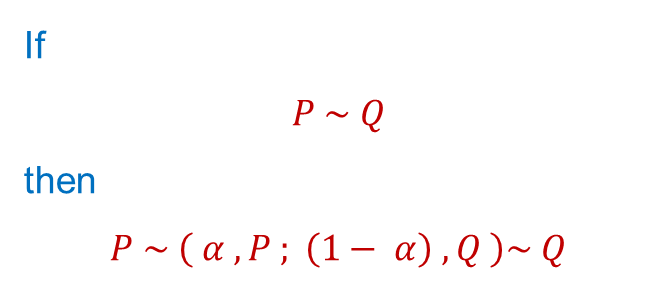 If
P ~ Q
then
P ~ ( α , P ; (1 − α) , Q )~ Q